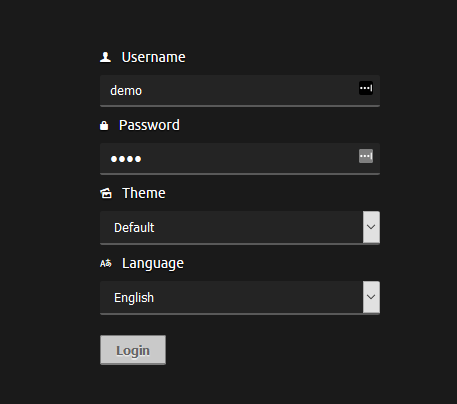 Username
demo
Password
●●●●
Theme
Default
Language
English
Login